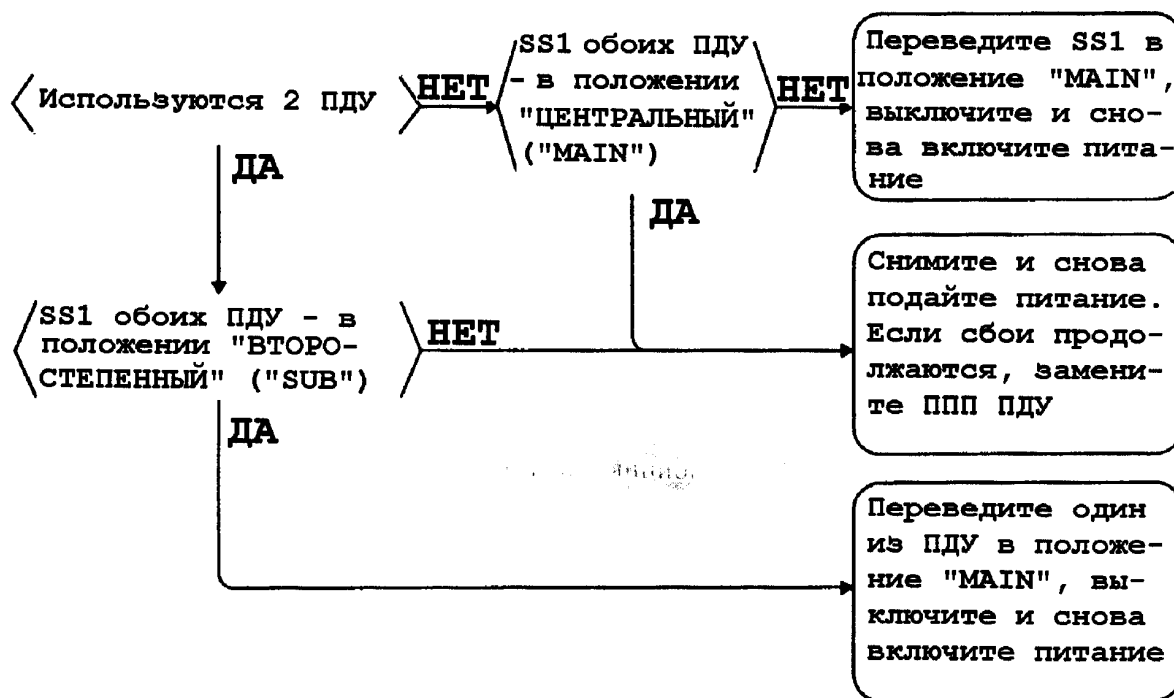 Используются 2 ПДУ
НЕТ
SS1 обоих ПДУ
- в положении
"ЦЕНТРАЛЬНЫЙ"
("MAIN")
НЕТ
Переведите SS1 в
положение "MAIN",
выключите и сно-
ва включите пита-
ние
ДА
ДА
SS1 обоих ПДУ - в
положении "ВТОРО-
СТЕПЕННЫЙ" ("SUB")
НЕТ
Снимите и снова
подайте питание.
Если сбои продо-
лжаются, замени-
те ППП ПДУ
ДА
Переведите один
из ПДУ в положе-
ние "MAIN", вы-
ключите и снова
включите питание